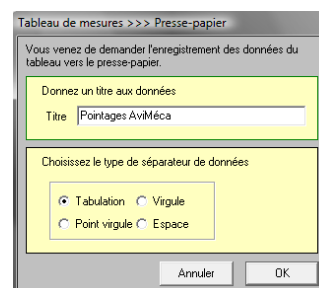 Tableau de mesures >>> Presse-papier
Vous venez de demander l'enregistrement des données du
tableau vers le presse-papier.
Donnez un titre aux données
Titre Pointages AviMéca
Choisissez le type de séparateur de données
Tabulation Virgule
Point virgule Espace
Annuler OK